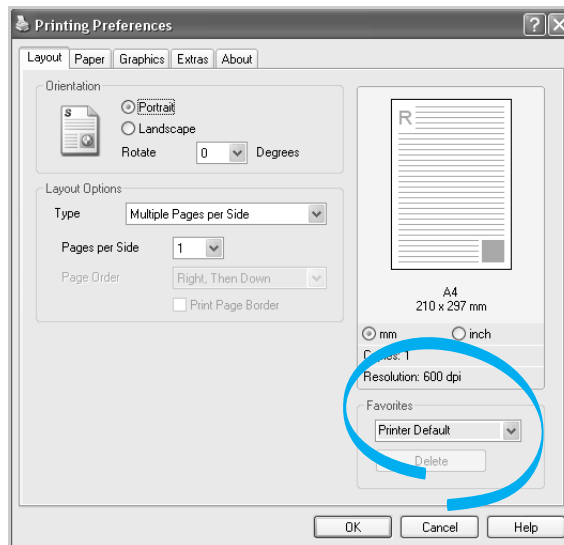 Printing Preferences
Layout Paper Graphics Extras About
Orientation
S
Portrait
Landscape
Rotate 0 Degrees
Layout Options
Type Multiple Pages per Side
Pages per Side 1
Page Order Right, Then Down
Print Page Border
R
A4
210 x 297 mm
mm inch
Copies: 1
Resolution: 600 dpi
Favorites
Printer Default
Delete
OK Cancel Help